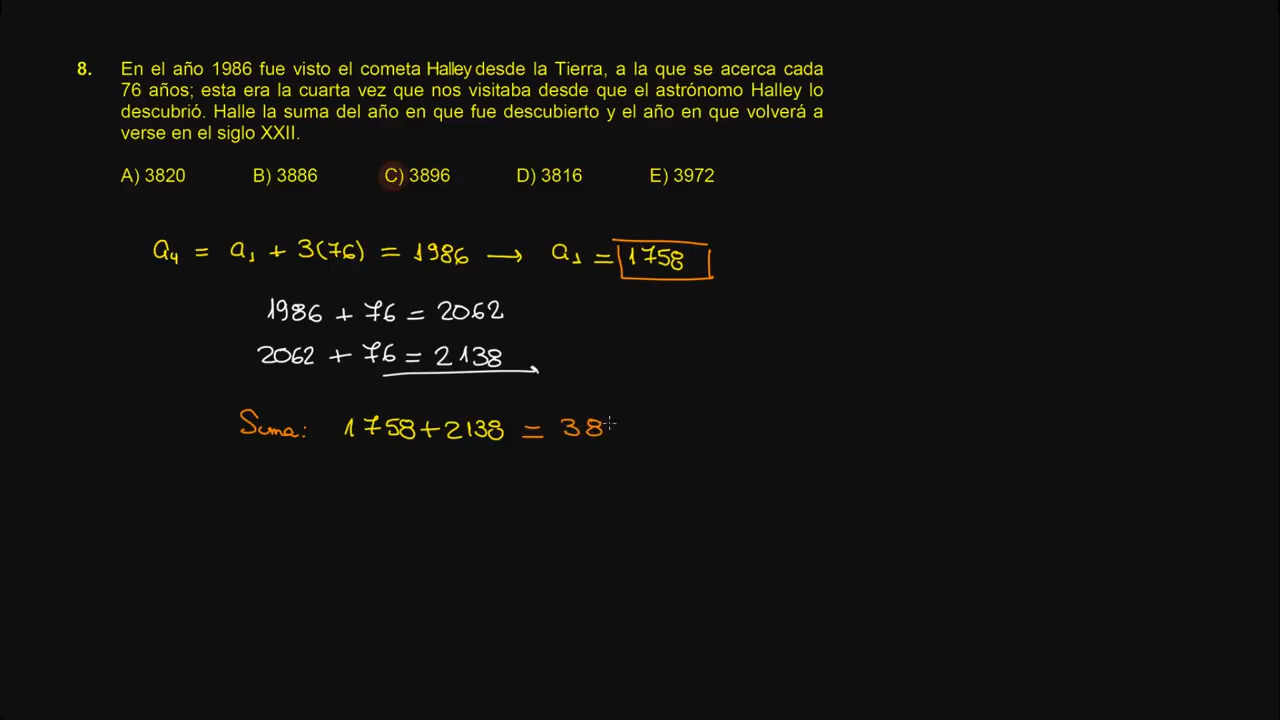 8. En el año 1986 fue visto el cometa Halley desde la Tierra, a la que se acerca cada
76 años; esta era la cuarta vez que nos visitaba desde que el astrónomo Halley lo
descubrió. Halle la suma del año en que fue descubierto y el año en que volverá a
verse en el siglo XXII.
A) 3820 B) 3886 C) 3896 D) 3816 E) 3972
a₄ = a₁ + 3(76) = 1986 → a₁ = 1758
1986 + 76 = 2062
2062 + 76 = 2138
Suma: 1758 + 2138 = 38